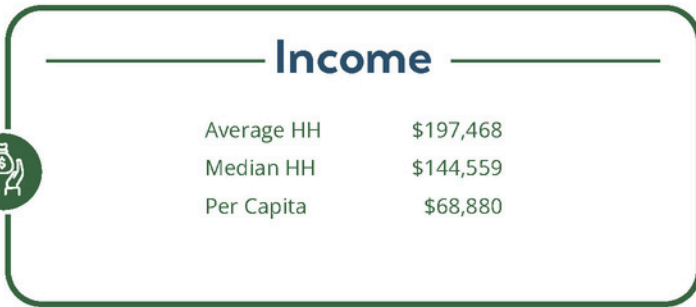 Income
Average HH $197,468
Median HH $144,559
Per Capita $68,880
$